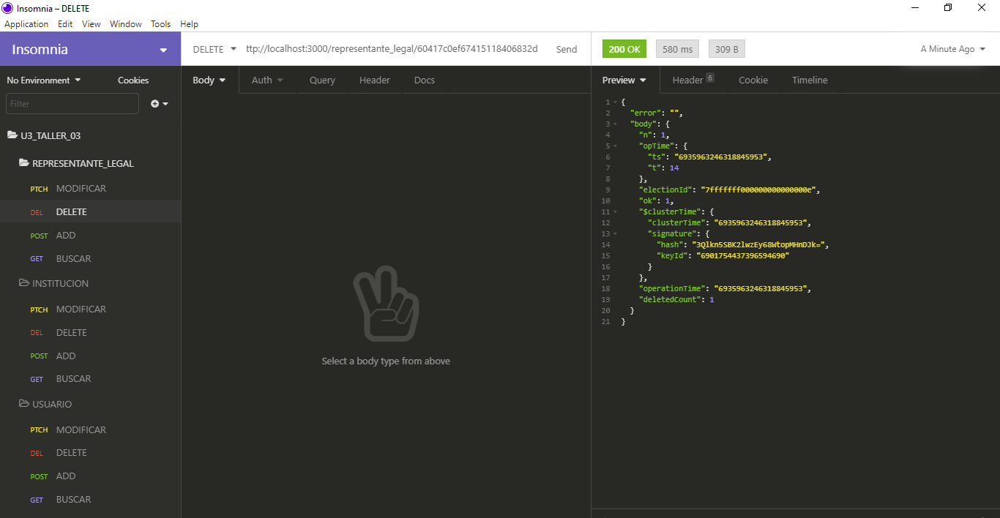 Insomnia – DELETE
Application Edit View Window Tools Help
Insomnia
DELETE ttp://localhost:3000/representante_legal/60417c0ef67415118406832d Send
200 OK 580 ms 309 B A Minute Ago
No Environment Cookies
Body Auth Query Header Docs
Preview Header 6 Cookie Timeline
Filter
U3_TALLER_03
REPRESENTANTE_LEGAL
PTCH MODIFICAR
DEL DELETE
POST ADD
GET BUSCAR
INSTITUCION
PTCH MODIFICAR
DEL DELETE
POST ADD
GET BUSCAR
USUARIO
PTCH MODIFICAR
DEL DELETE
POST ADD
GET BUSCAR
Select a body type from above
1 {
2 "error": "",
3 "body": {
4 "n": 1,
5 "opTime": {
6 "ts": "6935963246318845953",
7 "t": 14
8 },
9 "electionId": "7fffffff000000000000000e",
10 "ok": 1,
11 "$clusterTime": {
12 "clusterTime": "6935963246318845953",
13 "signature": {
14 "hash": "3Qlkn5SBK2lwzEy68WtopMHnDJk=",
15 "keyId": "6901754437396594690"
16 }
17 },
18 "operationTime": "6935963246318845953",
19 "deletedCount": 1
20 }
21 }